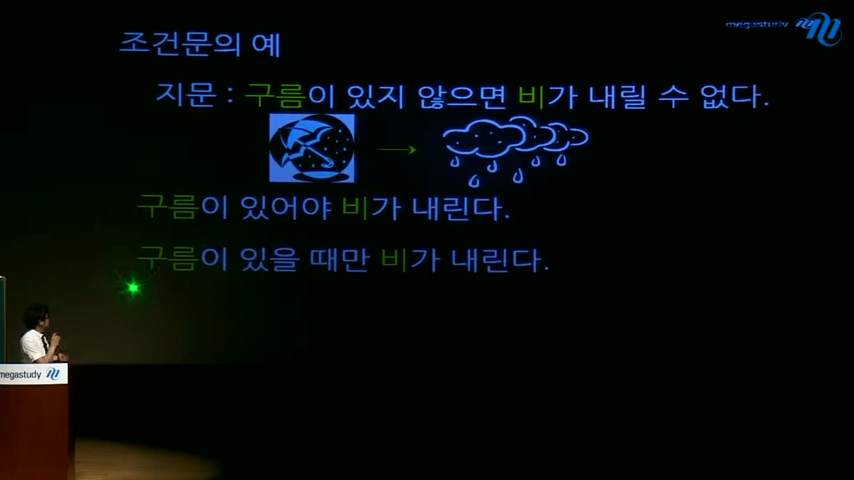 megastudy
조건문의 예
지문 : 구름이 있지 않으면 비가 내릴 수 없다.
구름이 있어야 비가 내린다.
구름이 있을 때만 비가 내린다.
megastudy